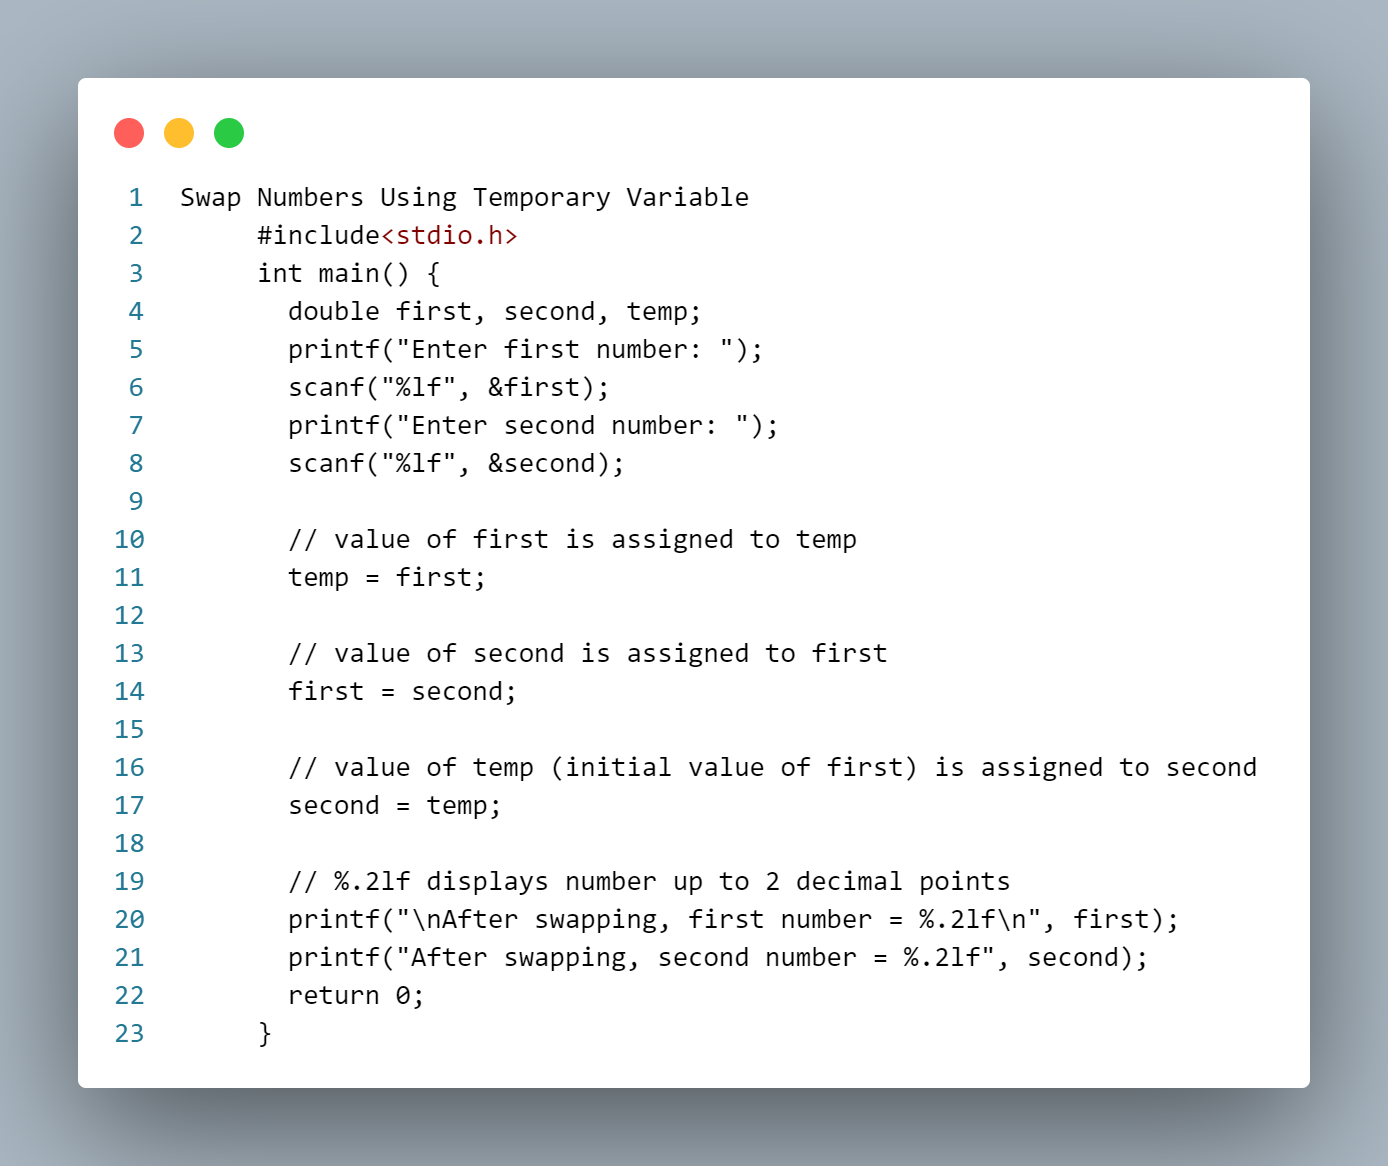 1 Swap Numbers Using Temporary Variable
2 #include<stdio.h>
3 int main() {
4 double first, second, temp;
5 printf("Enter first number: ");
6 scanf("%lf", &first);
7 printf("Enter second number: ");
8 scanf("%lf", &second);
9
10 // value of first is assigned to temp
11 temp = first;
12
13 // value of second is assigned to first
14 first = second;
15
16 // value of temp (initial value of first) is assigned to second
17 second = temp;
18
19 // %.2lf displays number up to 2 decimal points
20 printf("\nAfter swapping, first number = %.2lf\n", first);
21 printf("After swapping, second number = %.2lf", second);
22 return 0;
23 }